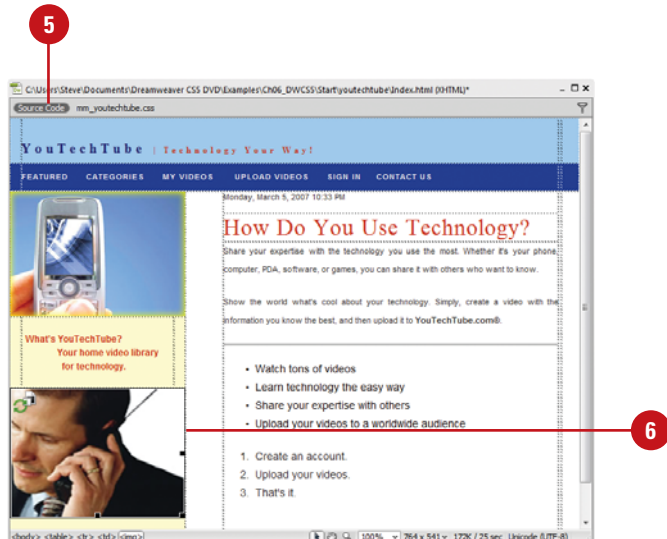 5
C:\Users\Steve\Documents\Dreamweaver CSS DVD\Examples\Ch06_DWCSS\Start\youtechtube\Index.html (XHTML)*
Source Code mm_youtechtube.css
YouTechTube | Technology Your Way!
FEATURED CATEGORIES MY VIDEOS UPLOAD VIDEOS SIGN IN CONTACT US
Monday, March 5, 2007 10:33 PM
How Do You Use Technology?
Share your expertise with the technology you use the most. Whether it's your phone,
computer, PDA, software, or games, you can share it with others who want to know.
Show the world what's cool about your technology. Simply, create a video with the
information you know the best, and then upload it to YouTechTube.com®.
What's YouTechTube?
Your home video library
for technology.
• Watch tons of videos
• Learn technology the easy way
• Share your expertise with others
• Upload your videos to a worldwide audience
6
1. Create an account.
2. Upload your videos.
3. That's it.
<body> <table> <tr> <td> <img> 100% 764 x 541 172K / 25 sec Unicode (UTF-8)